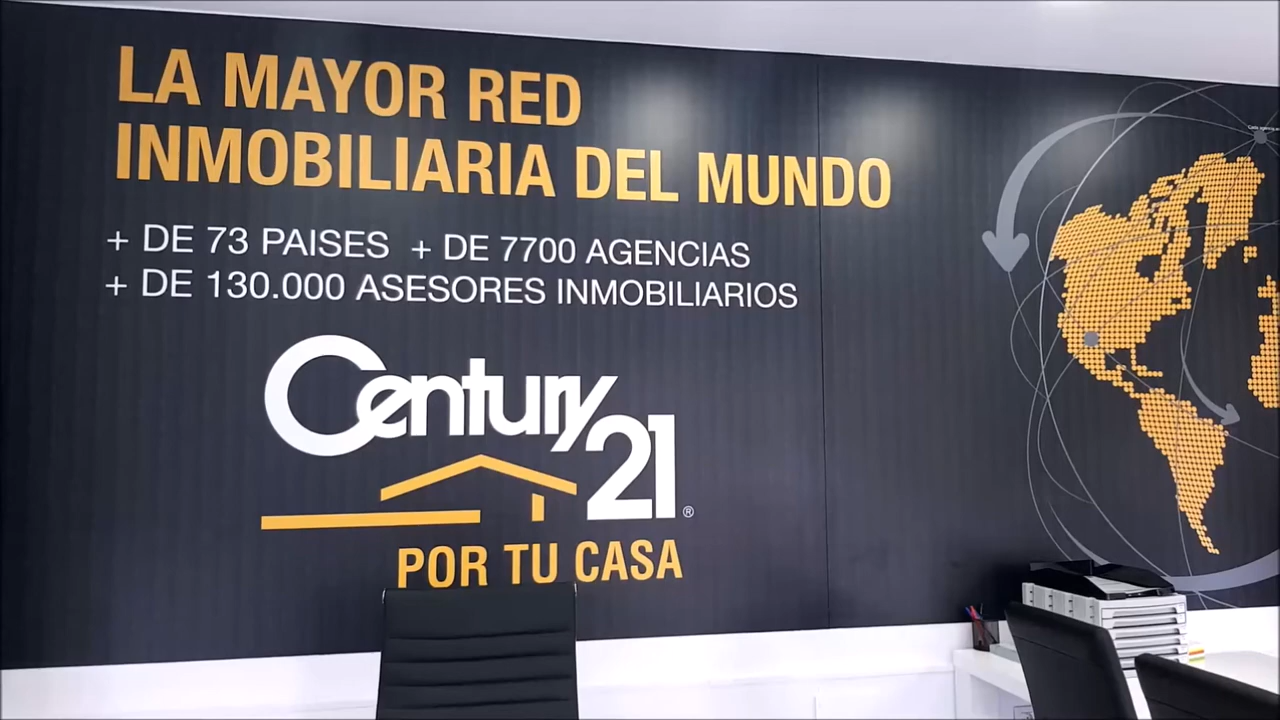 LA MAYOR RED
INMOBILIARIA DEL MUNDO
+ DE 73 PAISES + DE 7700 AGENCIAS
+ DE 130.000 ASESORES INMOBILIARIOS
Century
21®
POR TU CASA